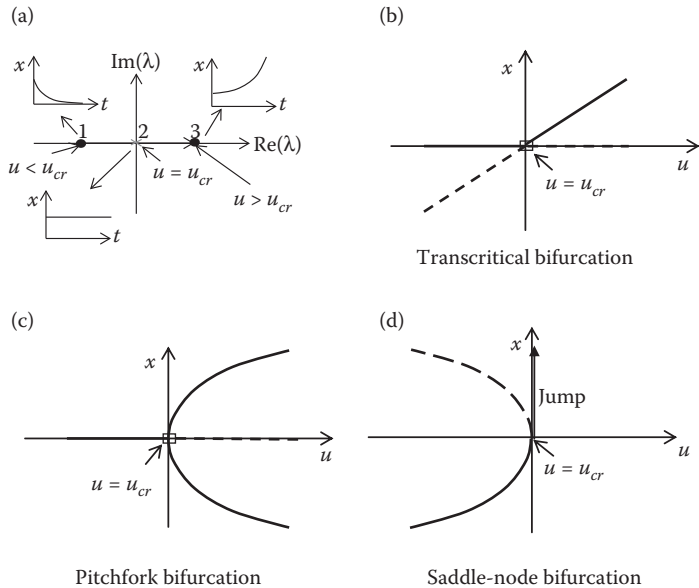 (a)
x
t
Im(λ)
x
t
1
2
3
Re(λ)
u < u_cr
u = u_cr
u > u_cr
x
t
(b)
x
u
u = u_cr
Transcritical bifurcation
(c)
x
u
u = u_cr
Pitchfork bifurcation
(d)
x
Jump
u
u = u_cr
Saddle-node bifurcation